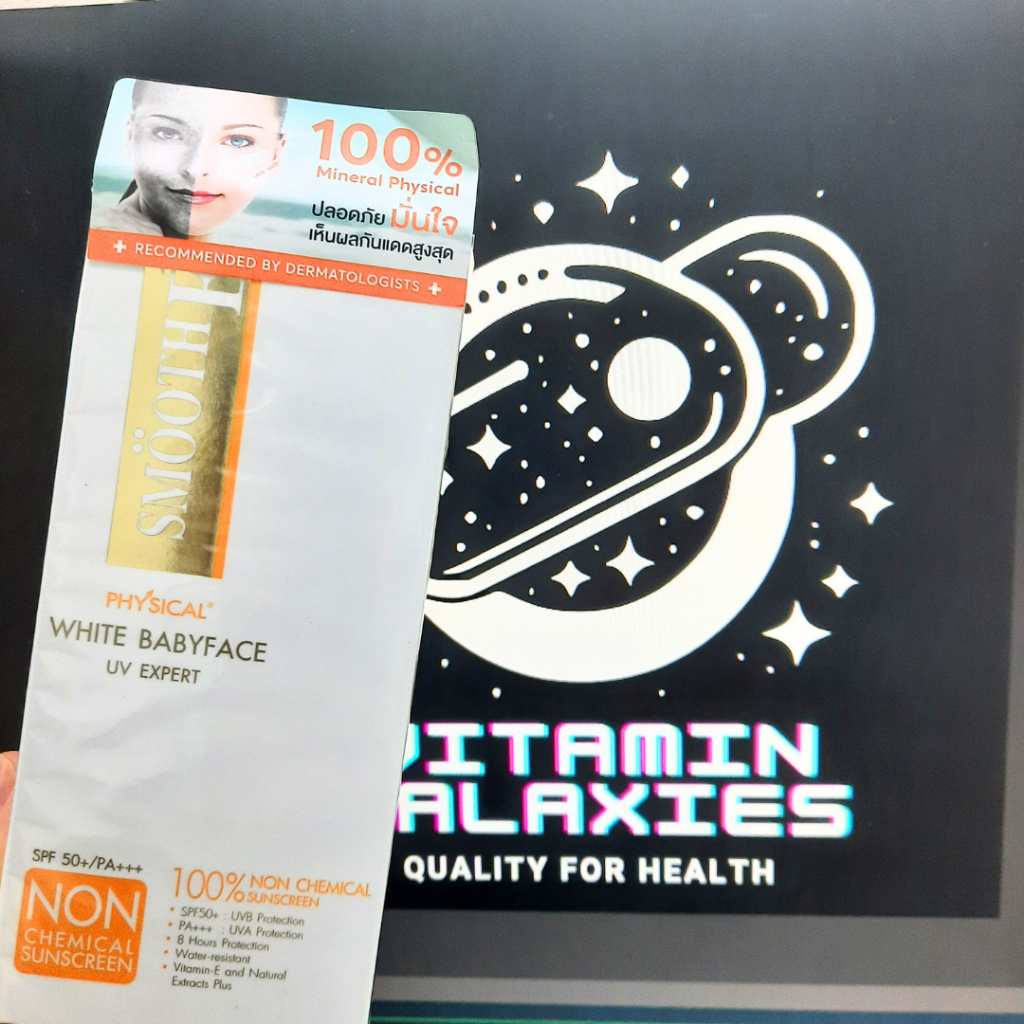 100%
Mineral Physical
ปลอดภัย มั่นใจ
เห็นผลกันแดดสูงสุด
+ RECOMMENDED BY DERMATOLOGISTS +
SMÖOTH E
PHYSICAL®
WHITE BABYFACE
UV EXPERT
SPF 50+/PA+++
NON
CHEMICAL
SUNSCREEN
100% NON CHEMICAL
SUNSCREEN
• SPF50+ : UVB Protection
• PA+++ : UVA Protection
• 8 Hours Protection
• Water-resistant
• Vitamin-E and Natural
Extracts Plus
VITAMIN
ALAXIES
QUALITY FOR HEALTH